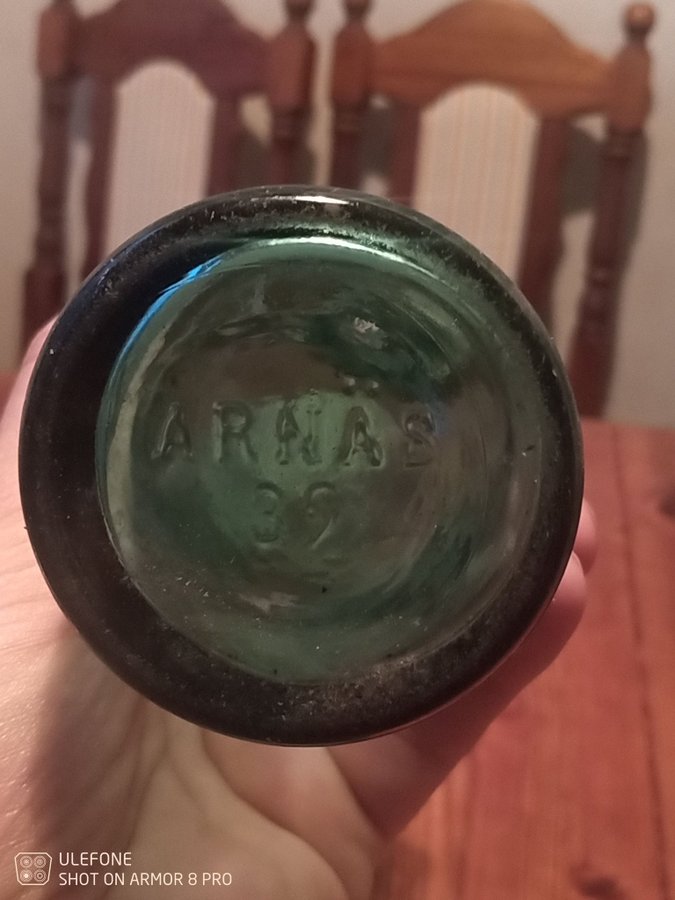 ARNÄS
39
ULEFONE
SHOT ON ARMOR 8 PRO